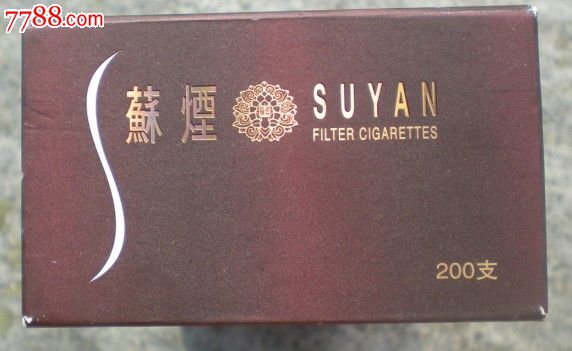 7788.com
蘇煙 SUYAN
FILTER CIGARETTES
200支